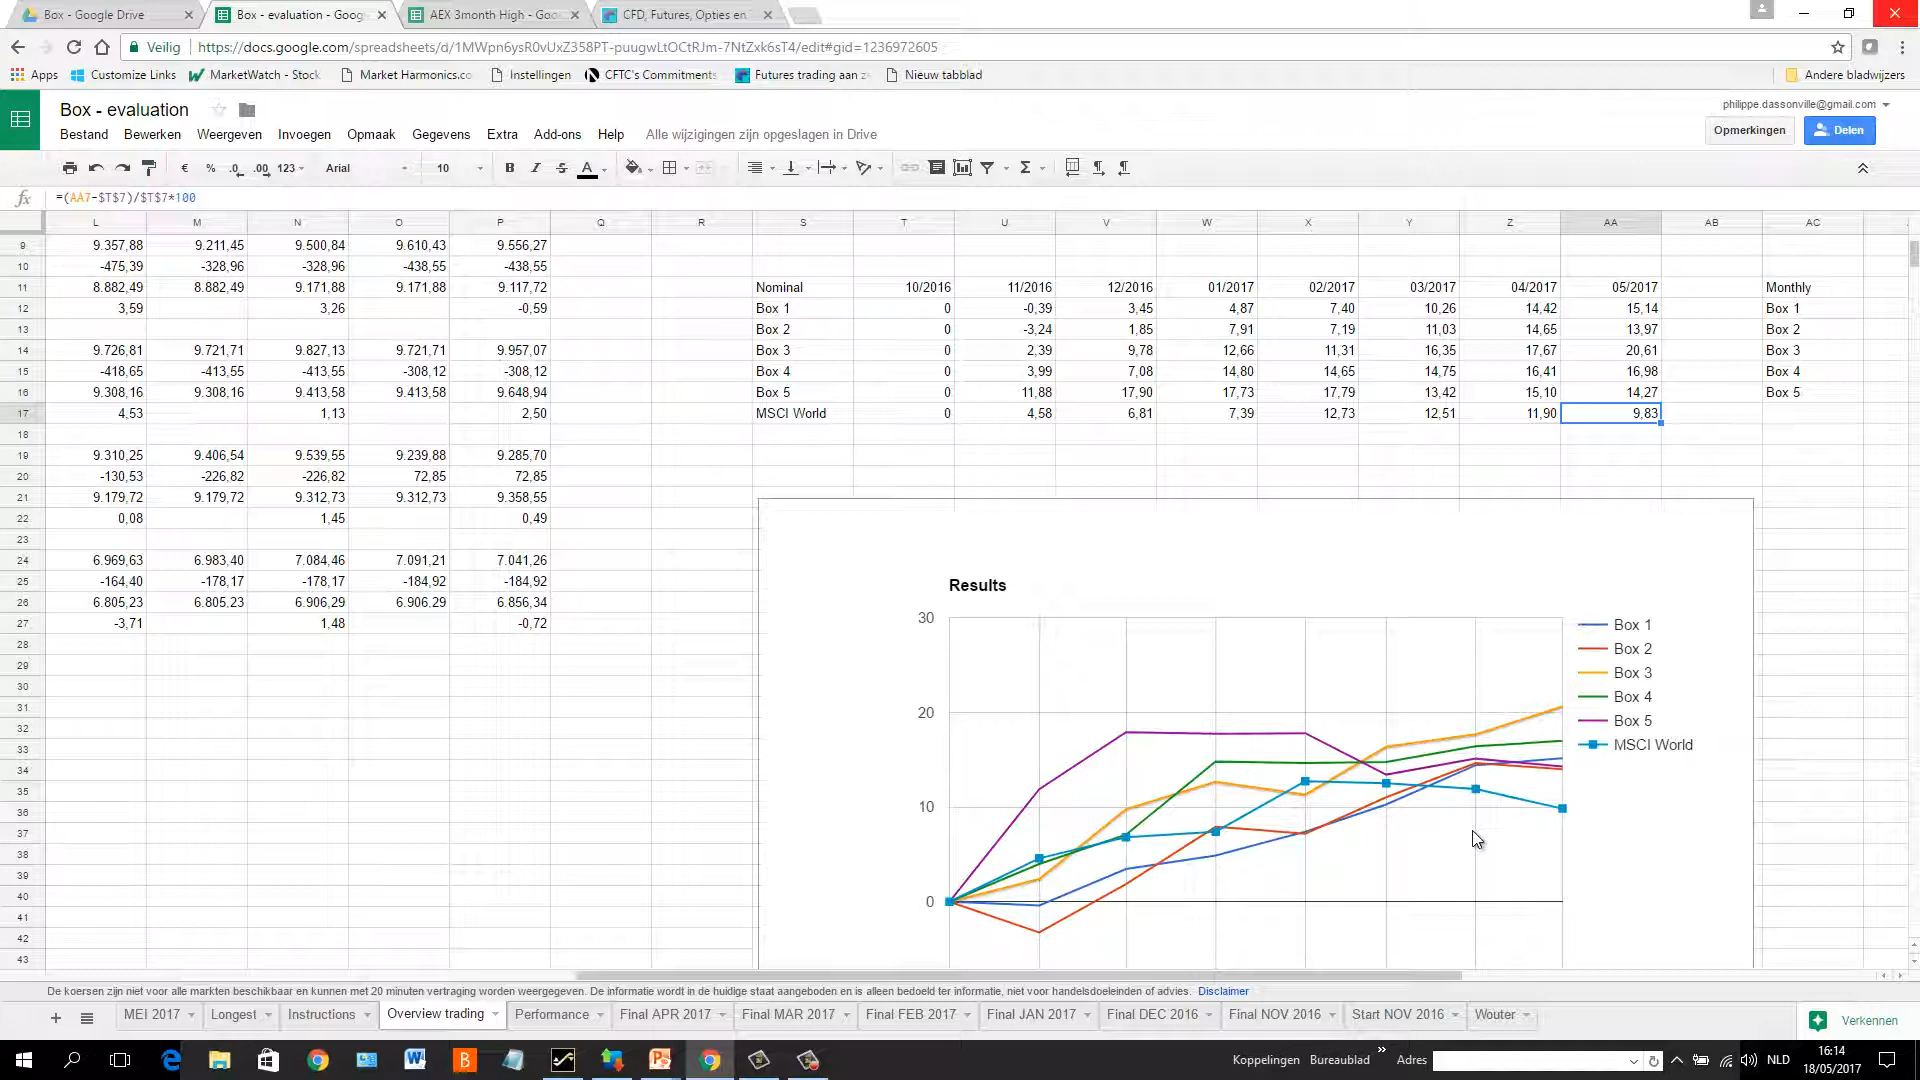 Box - Google Drive
Box - evaluation - Goog
AEX 3month High - Goo
CFD, Futures, Opties en
Veilig https://docs.google.com/spreadsheets/d/1MWpn6ysR0vUxZ358PT-puugwLtOCtRJm-7NtZxk6sT4/edit#gid=1236972605
Apps Customize Links MarketWatch - Stock Market Harmonics.co Instellingen CFTC's Commitments Futures trading aan z Nieuw tabblad Andere bladwijzers
Box - evaluation
philippe.dassonville@gmail.com
Bestand Bewerken Weergeven Invoegen Opmaak Gegevens Extra Add-ons Help Alle wijzigingen zijn opgeslagen in Drive
Opmerkingen Delen
€ % .0 .00 123 Arial 10 B I S A Σ
fx =(AA7-$T$7)/$T$7*100
L M N O P Q R S T U V W X Y Z AA AB AC
9 9.357,88 9.211,45 9.500,84 9.610,43 9.556,27
10 -475,39 -328,96 -328,96 -438,55 -438,55
11 8.882,49 8.882,49 9.171,88 9.171,88 9.117,72 Nominal 10/2016 11/2016 12/2016 01/2017 02/2017 03/2017 04/2017 05/2017 Monthly
12 3,59 3,26 -0,59 Box 1 0 -0,39 3,45 4,87 7,40 10,26 14,42 15,14 Box 1
13 Box 2 0 -3,24 1,85 7,91 7,19 11,03 14,65 13,97 Box 2
14 9.726,81 9.721,71 9.827,13 9.721,71 9.957,07 Box 3 0 2,39 9,78 12,66 11,31 16,35 17,67 20,61 Box 3
15 -418,65 -413,55 -413,55 -308,12 -308,12 Box 4 0 3,99 7,08 14,80 14,65 14,75 16,41 16,98 Box 4
16 9.308,16 9.308,16 9.413,58 9.413,58 9.648,94 Box 5 0 11,88 17,90 17,73 17,79 13,42 15,10 14,27 Box 5
17 4,53 1,13 2,50 MSCI World 0 4,58 6,81 7,39 12,73 12,51 11,90 9,83
18
19 9.310,25 9.406,54 9.539,55 9.239,88 9.285,70
20 -130,53 -226,82 -226,82 72,85 72,85
21 9.179,72 9.179,72 9.312,73 9.312,73 9.358,55
22 0,08 1,45 0,49
23
24 6.969,63 6.983,40 7.084,46 7.091,21 7.041,26
25 -164,40 -178,17 -178,17 -184,92 -184,92
26 6.805,23 6.805,23 6.906,29 6.906,29 6.856,34
27 -3,71 1,48 -0,72
28
29
30
31
32
33
34
35
36
37
38
39
40
41
42
43
Results
30
20
10
0
Box 1
Box 2
Box 3
Box 4
Box 5
MSCI World
De koersen zijn niet voor alle markten beschikbaar en kunnen met 20 minuten vertraging worden weergegeven. De informatie wordt in de huidige staat aangeboden en is alleen bedoeld ter informatie, niet voor handelsdoeleinden of advies. Disclaimer
+ MEI 2017 Longest Instructions Overview trading Performance Final APR 2017 Final MAR 2017 Final FEB 2017 Final JAN 2017 Final DEC 2016 Final NOV 2016 Start NOV 2016 Wouter Verkennen
Koppelingen Bureaublad » Adres NLD 16:14
18/05/2017